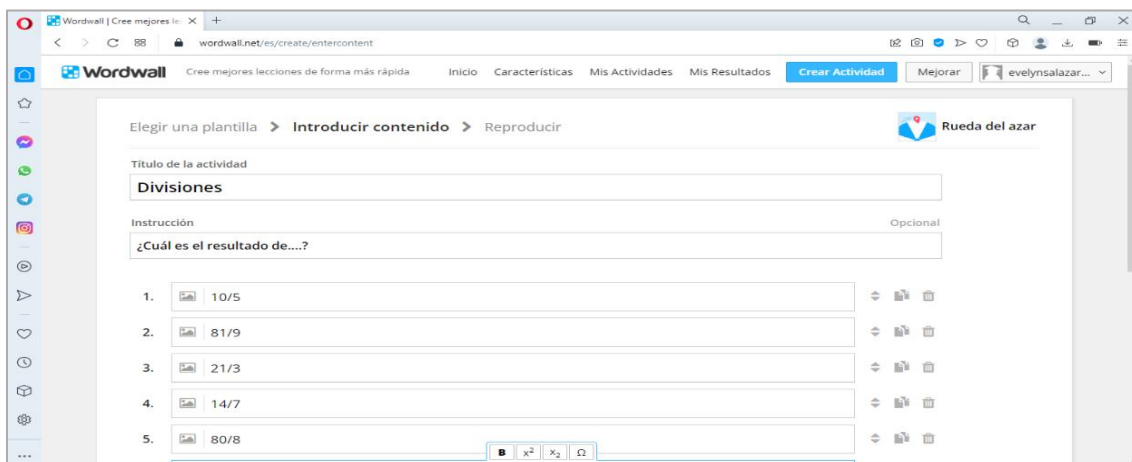 Wordwall | Cree mejores le
wordwall.net/es/create/entercontent
Wordwall Cree mejores lecciones de forma más rápida Inicio Características Mis Actividades Mis Resultados Crear Actividad Mejorar evelynsalazar...
Elegir una plantilla > Introducir contenido > Reproducir Rueda del azar
Título de la actividad
Divisiones
Instrucción Opcional
¿Cuál es el resultado de....?
1. 10/5
2. 81/9
3. 21/3
4. 14/7
5. 80/8
B x² x₂ Ω